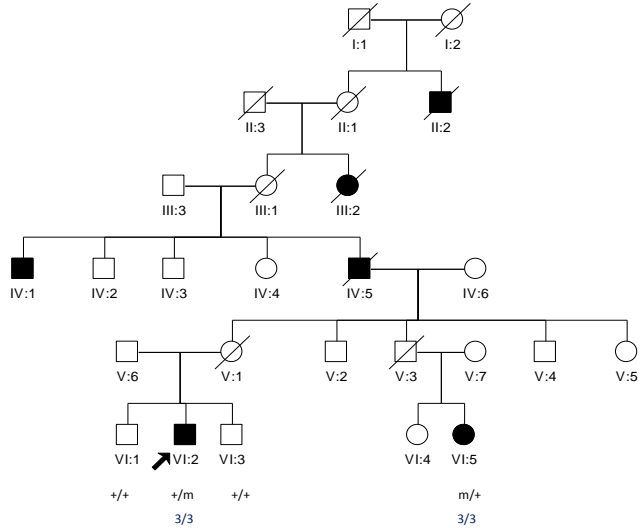 I:1 I:2
II:3 II:1 II:2
III:3 III:1 III:2
IV:1 IV:2 IV:3 IV:4 IV:5 IV:6
V:6 V:1 V:2 V:3 V:7 V:4 V:5
VI:1 VI:2 VI:3 VI:4 VI:5
+/+ +/m +/+ m/+
3/3 3/3